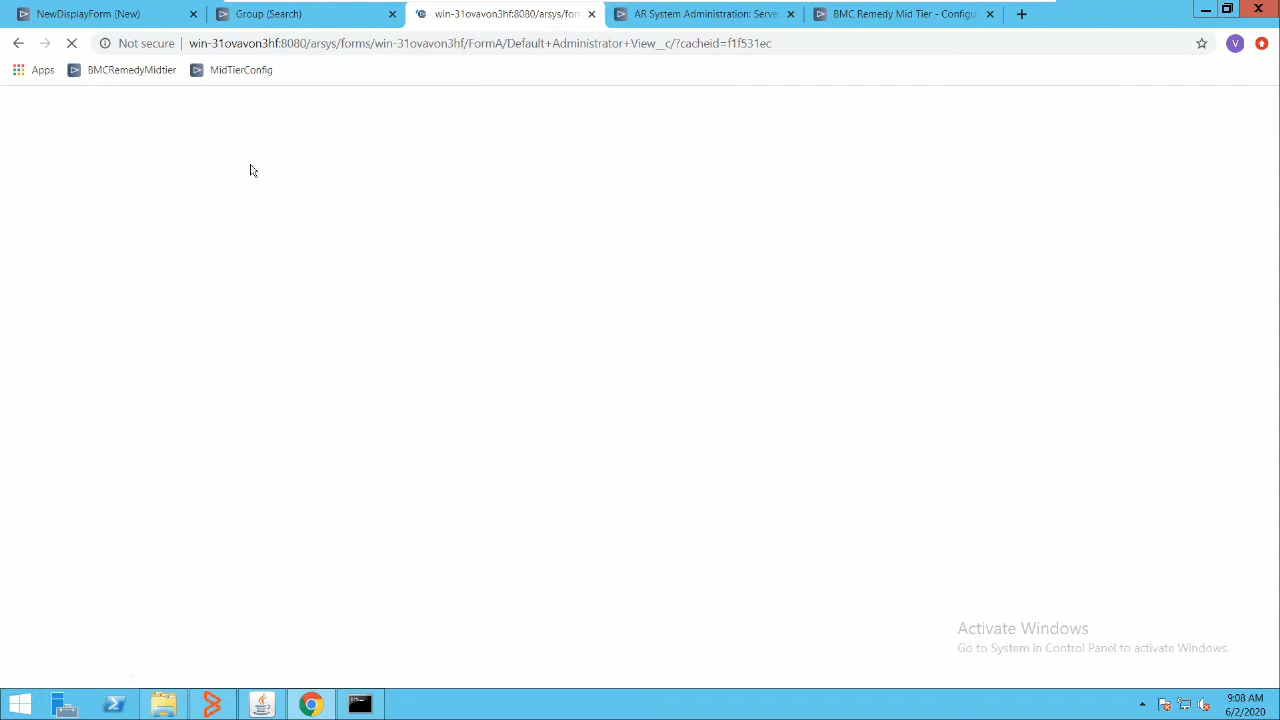 NewDisplayForm (New)
Group (Search)
win-31ovavon3hf:8080/arsys/for
AR System Administration: Serve
BMC Remedy Mid Tier - Configu
Not secure
win-31ovavon3hf:8080/arsys/forms/win-31ovavon3hf/FormA/Default+Administrator+View__c/?cacheid=f1f531ec
V
Apps
BMCRemedyMidtier
MidTierConfig
Activate Windows
Go to System in Control Panel to activate Windows.
9:08 AM
6/2/2020